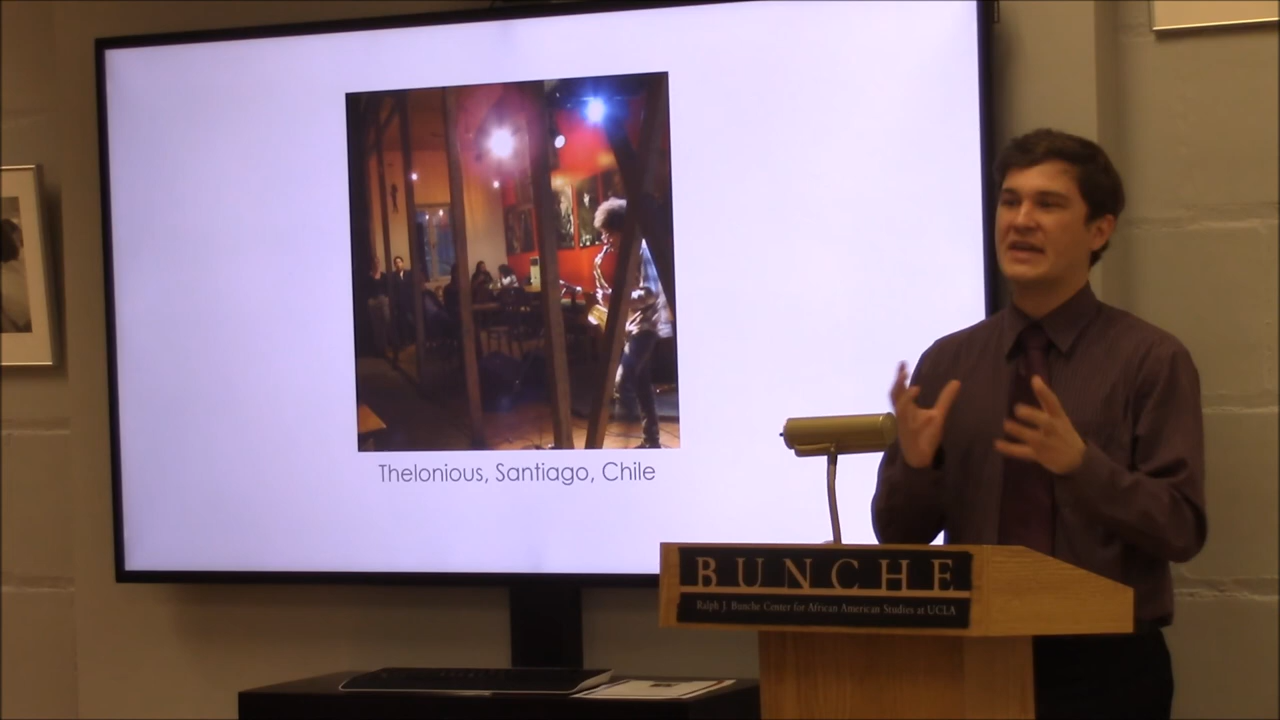 Thelonious, Santiago, Chile
BUNCHE
Ralph J. Bunche Center for African American Studies at UCLA